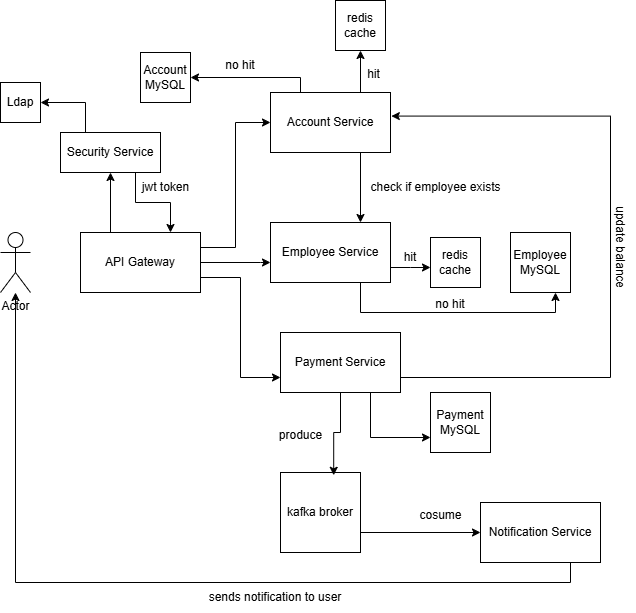 redis
cache
no hit
hit
Account
MySQL
Ldap
Account Service
Security Service
jwt token
check if employee exists
update balance
API Gateway
Employee Service
hit
redis
cache
Employee
MySQL
no hit
Actor
Payment Service
Payment
MySQL
produce
kafka broker
cosume
Notification Service
sends notification to user